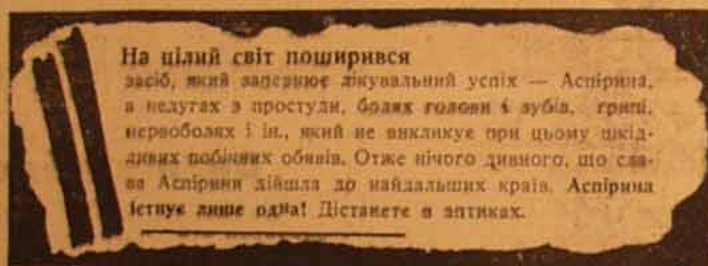 На цілий світ поширився
засіб, який запевнює лікувальний успіх — Аспірина,
в недугах з простуди, болях голови і зубів, грипі,
нервоболях і ін., який не викликує при цьому шкід-
ливих побічних обявів. Отже нічого дивного, що сла-
ва Аспірини дійшла до найдальших країв. Аспірина
істнує лише одна! Дістанете в аптиках.